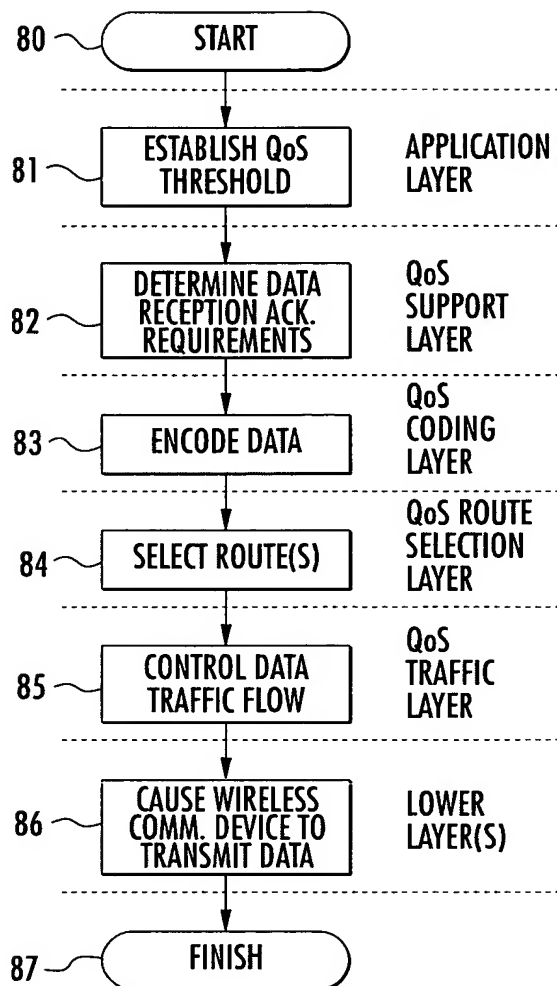 80
START
81
ESTABLISH QoS
THRESHOLD
APPLICATION
LAYER
82
DETERMINE DATA
RECEPTION ACK.
REQUIREMENTS
QoS
SUPPORT
LAYER
83
ENCODE DATA
QoS
CODING
LAYER
84
SELECT ROUTE(S)
QoS ROUTE
SELECTION
LAYER
85
CONTROL DATA
TRAFFIC FLOW
QoS
TRAFFIC
LAYER
86
CAUSE WIRELESS
COMM. DEVICE TO
TRANSMIT DATA
LOWER
LAYER(S)
87
FINISH